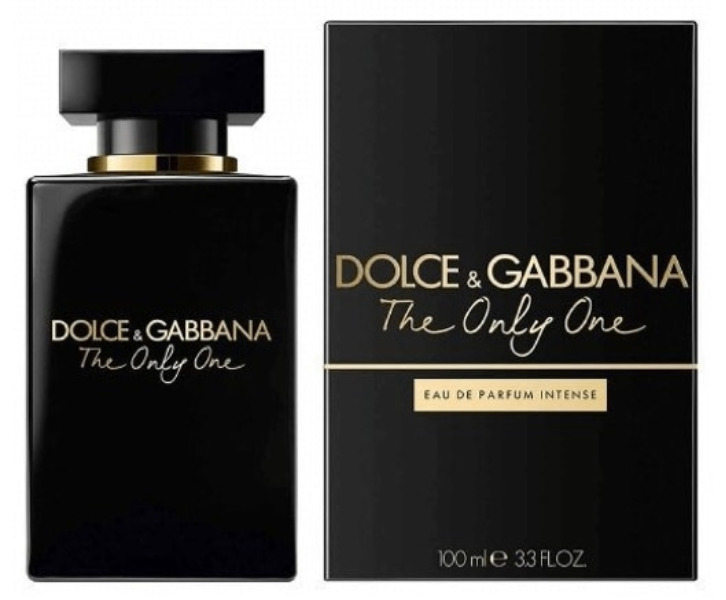 DOLCE & GABBANA
The Only One
DOLCE & GABBANA
The Only One
EAU DE PARFUM INTENSE
100 ml e 3.3 FL.OZ.